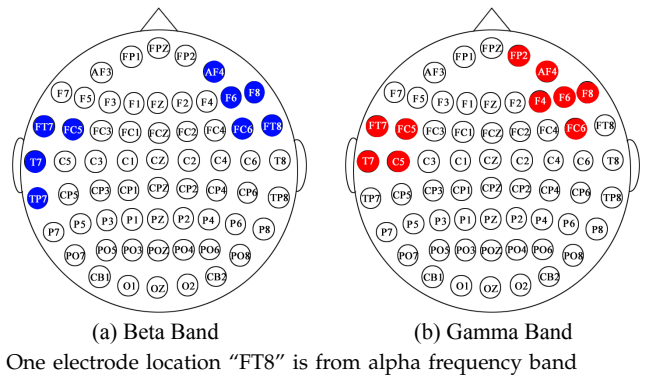 FP1 FPZ FP2
AF3 AF4
F7 F5 F3 F1 FZ F2 F4 F6 F8
FT7 FC5 FC3 FC1 FCZ FC2 FC4 FC6 FT8
T7 C5 C3 C1 CZ C2 C4 C6 T8
TP7 CP5 CP3 CP1 CPZ CP2 CP4 CP6 TP8
P7 P5 P3 P1 PZ P2 P4 P6 P8
PO7 PO5 PO3 POZ PO4 PO6 PO8
CB1 O1 OZ O2 CB2
(a) Beta Band
FP1 FPZ FP2
AF3 AF4
F7 F5 F3 F1 FZ F2 F4 F6 F8
FT7 FC5 FC3 FC1 FCZ FC2 FC4 FC6 FT8
T7 C5 C3 C1 CZ C2 C4 C6 T8
TP7 CP5 CP3 CP1 CPZ CP2 CP4 CP6 TP8
P7 P5 P3 P1 PZ P2 P4 P6 P8
PO7 PO5 PO3 POZ PO4 PO6 PO8
CB1 O1 OZ O2 CB2
(b) Gamma Band
One electrode location “FT8” is from alpha frequency band